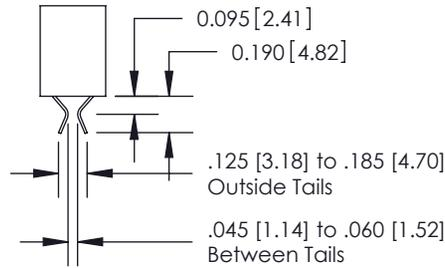 0.095 [2.41]
0.190 [4.82]
.125 [3.18] to .185 [4.70]
Outside Tails
.045 [1.14] to .060 [1.52]
Between Tails